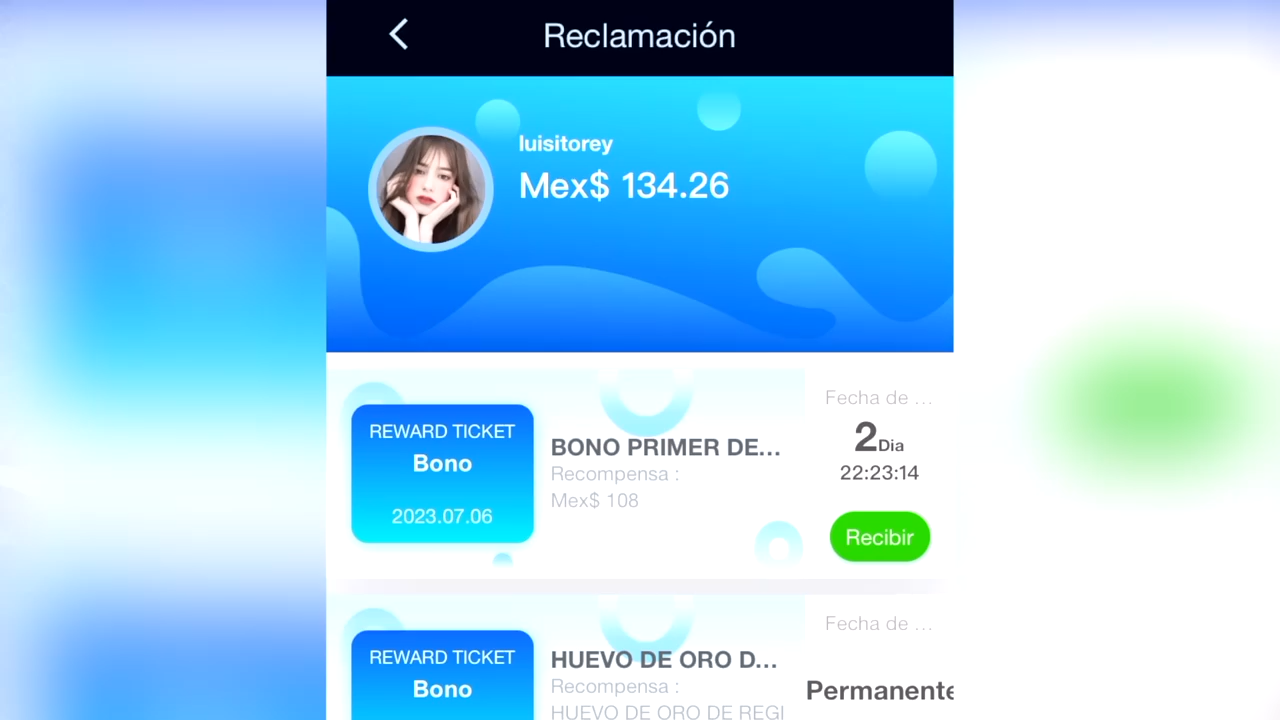 Reclamación
luisitorey
Mex$ 134.26
REWARD TICKET
Bono
2023.07.06
BONO PRIMER DE...
Recompensa :
Mex$ 108
Fecha de ...
2Dia
22:23:14
Recibir
REWARD TICKET
Bono
HUEVO DE ORO D...
Recompensa :
HUEVO DE ORO DE REGI
Fecha de ...
Permanente